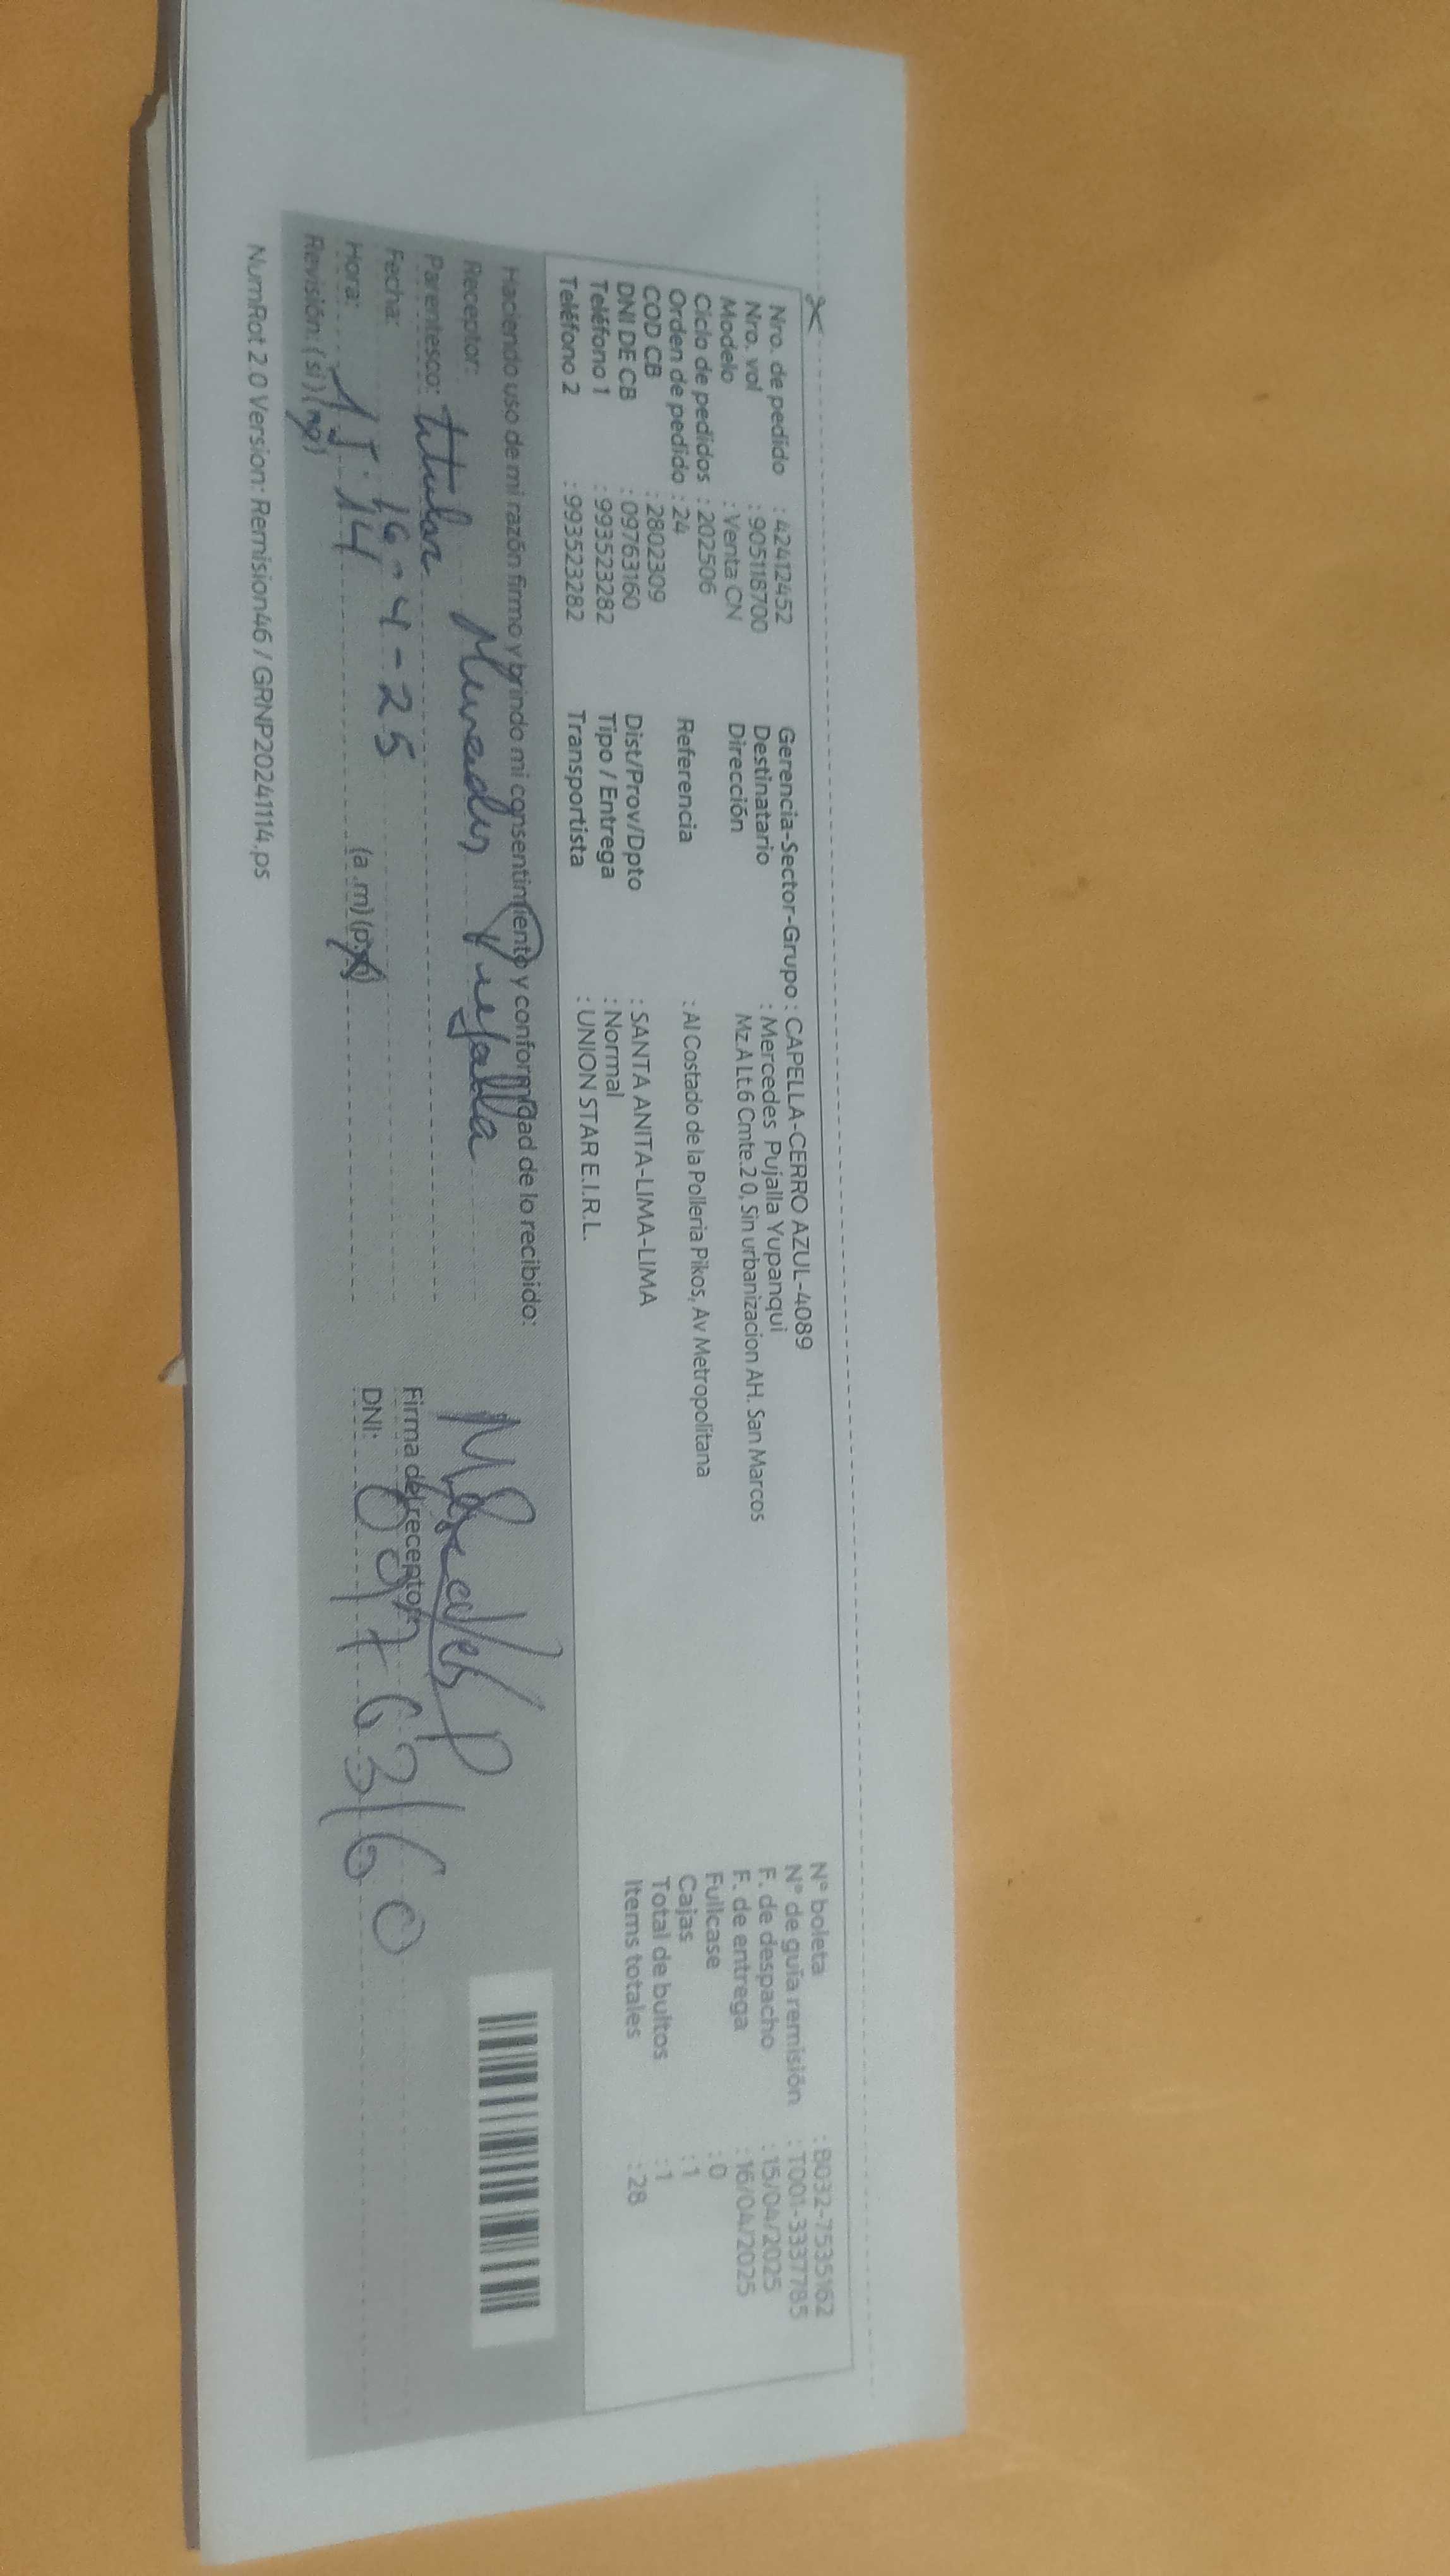 Nro. de pedido : 42412452
Nro. vol : 905118700
Modelo : Venta CN
Ciclo de pedidos : 202506
Orden de pedido : 24
COD CB : 2802309
DNI DE CB : 09763160
Teléfono 1 : 993523282
Teléfono 2 : 993523282
Gerencia-Sector-Grupo : CAPELLA-CERRO AZUL-4089
Destinatario : Mercedes Pujalla Yupanqui
Dirección Mz.A Lt.6 Cmte.20, Sin urbanizacion AH. San Marcos
Referencia : Al Costado de la Polleria Pikos, Av Metropolitana
Dist/Prov/Dpto : SANTA ANITA-LIMA-LIMA
Tipo / Entrega : Normal
Transportista : UNION STAR E.I.R.L.
N° boleta : B032-7535162
N° de guía remisión : T001-3337785
F. de despacho : 15/04/2025
F. de entrega : 16/04/2025
Fullcase : 0
Cajas : 1
Total de bultos : 1
Items totales : 28
Haciendo uso de mi razón firmo y brindo mi consentimiento y conformidad de lo recibido:
Receptor: Mercedes Pujalla
Parentesco: titular
Fecha: 16-4-25
Hora: 15:14 (a.m) (p.m)
Revisión: (si) (no)
Mercedes P
Firma del receptor
DNI: 09763160
NumRot 2.0 Version: Remision46 / GRNP20241114.ps